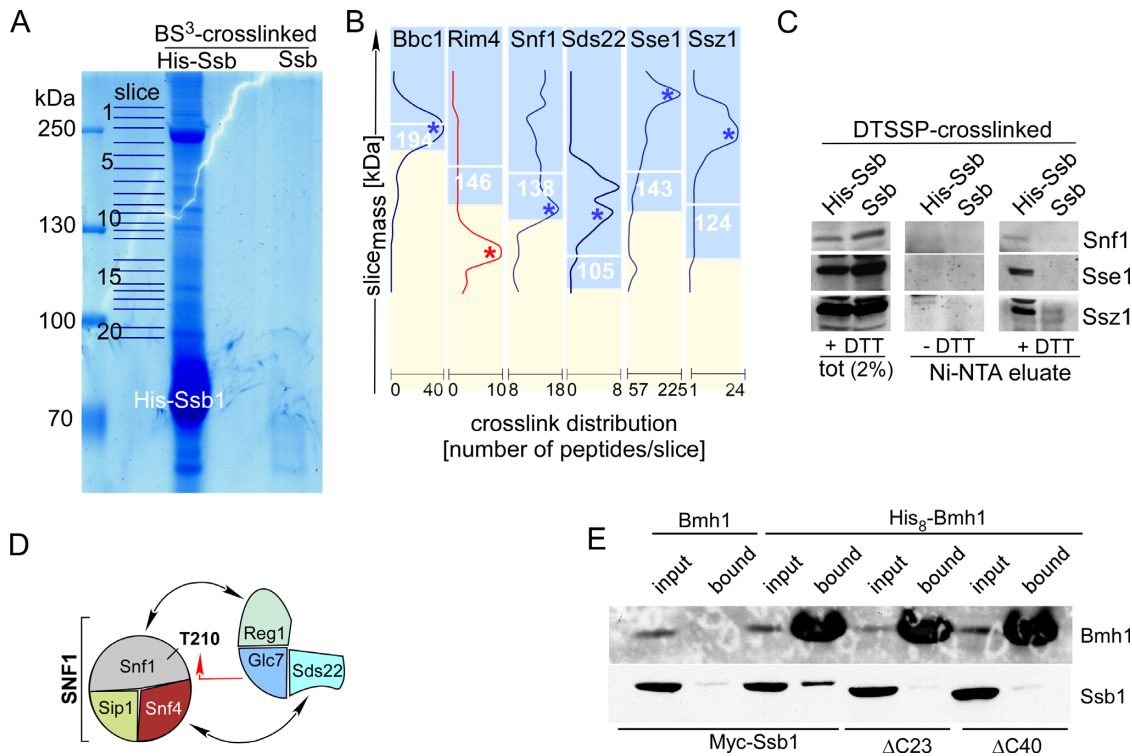 A
BS³-crosslinked
His-Ssb Ssb
kDa
slice
1
250
5
130
10
15
100
20
His-Ssb1
70
B
Bbc1 Rim4 Snf1 Sds22 Sse1 Ssz1
slice mass [kDa]
194 146 138 105 143 124
0 40 0 10 8 18 0 8 57 225 1 24
crosslink distribution
[number of peptides/slice]
C
DTSSP-crosslinked
His-Ssb Ssb His-Ssb Ssb His-Ssb Ssb
Snf1
Sse1
Ssz1
+ DTT - DTT + DTT
tot (2%) Ni-NTA eluate
D
SNF1
T210
Snf1
Sip1 Snf4
Reg1
Glc7
Sds22
E
Bmh1 His₈-Bmh1
input bound input bound input bound input bound
Bmh1
Ssb1
Myc-Ssb1 ΔC23 ΔC40